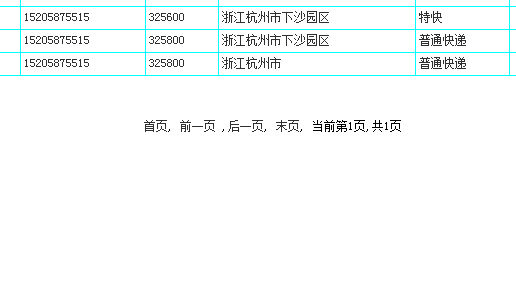 15205875515 325600 浙江杭州市下沙园区 特快
15205875515 325800 浙江杭州市下沙园区 普通快递
15205875515 325800 浙江杭州市 普通快递
首页, 前一页 ,后一页, 末页, 当前第1页,共1页